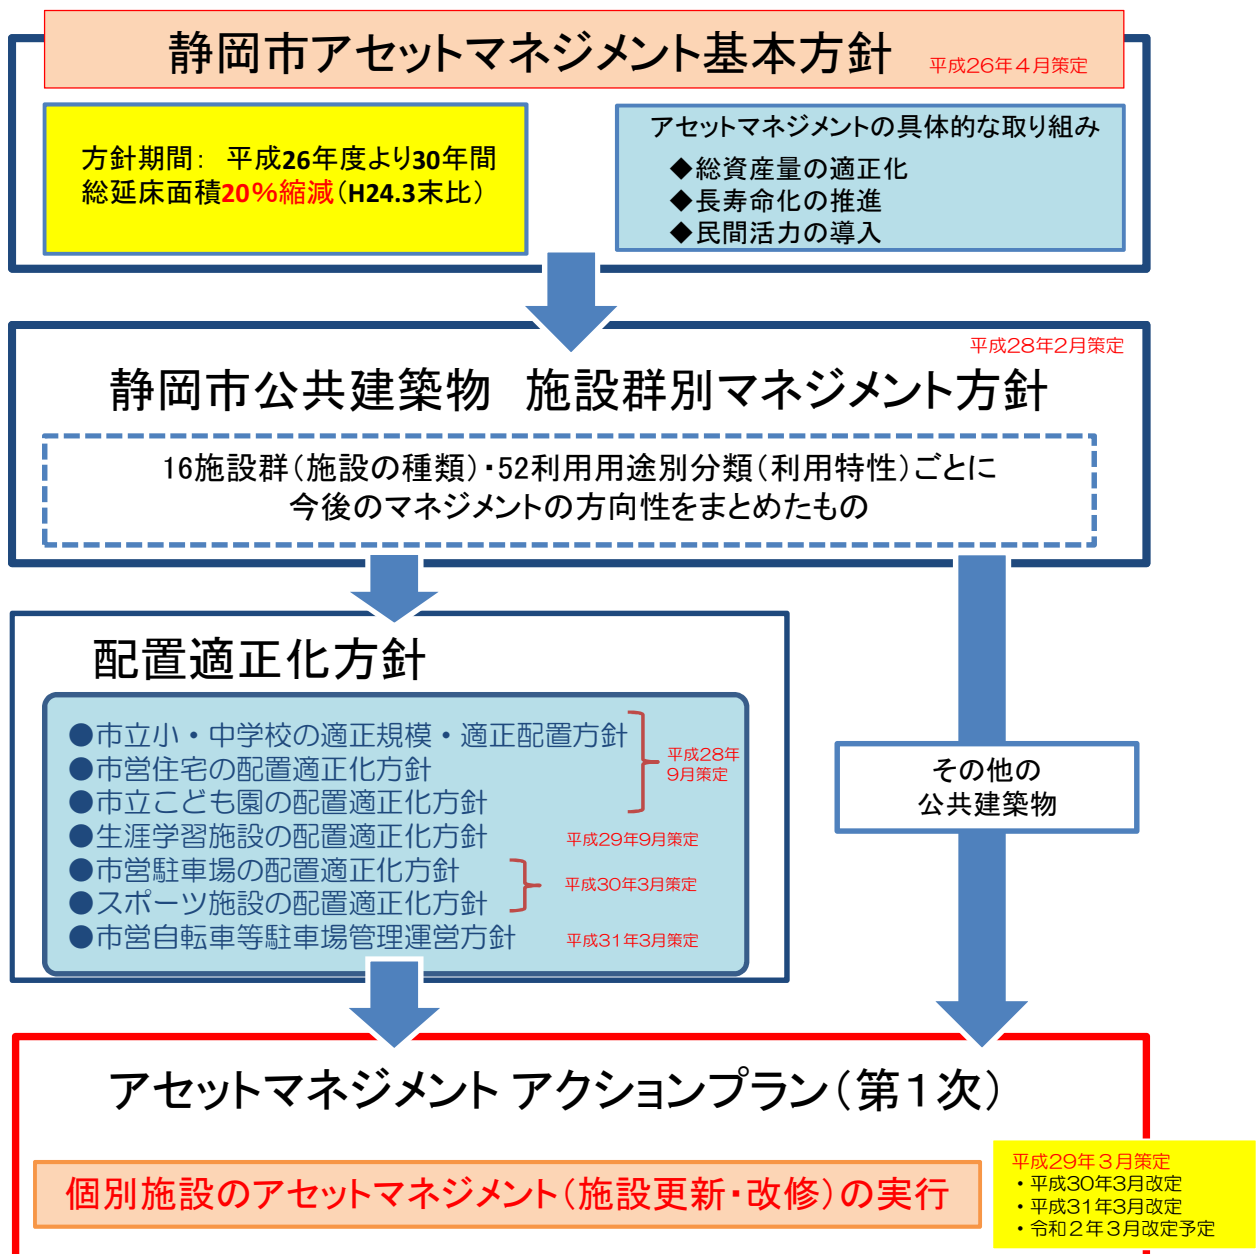 静岡市アセットマネジメント基本方針 平成26年4月策定
方針期間： 平成26年度より30年間
総延床面積20%縮減（H24.3末比）
アセットマネジメントの具体的な取り組み
◆総資産量の適正化
◆長寿命化の推進
◆民間活力の導入
平成28年2月策定
静岡市公共建築物　施設群別マネジメント方針
16施設群（施設の種類）・52利用用途別分類（利用特性）ごとに
今後のマネジメントの方向性をまとめたもの
配置適正化方針
●市立小・中学校の適正規模・適正配置方針
●市営住宅の配置適正化方針
●市立こども園の配置適正化方針
平成28年
9月策定
●生涯学習施設の配置適正化方針 平成29年9月策定
●市営駐車場の配置適正化方針
●スポーツ施設の配置適正化方針
平成30年3月策定
●市営自転車等駐車場管理運営方針 平成31年3月策定
その他の
公共建築物
アセットマネジメント アクションプラン（第１次）
個別施設のアセットマネジメント（施設更新・改修）の実行
平成29年３月策定
・平成30年3月改定
・平成31年3月改定
・令和２年３月改定予定